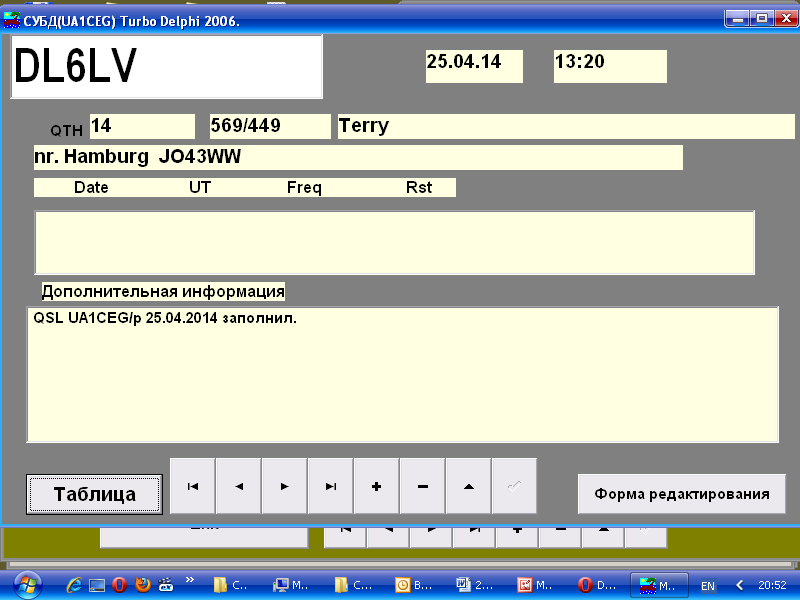 СУБД(UA1CEG) Turbo Delphi 2006.
DL6LV 25.04.14 13:20
QTH 14 569/449 Terry
nr. Hamburg JO43WW
Date UT Freq Rst
Дополнительная информация
QSL UA1CEG/p 25.04.2014 заполнил.
Таблица Форма редактирования
С.. М.. С... В... 2... М.. D... М.. EN 20:52